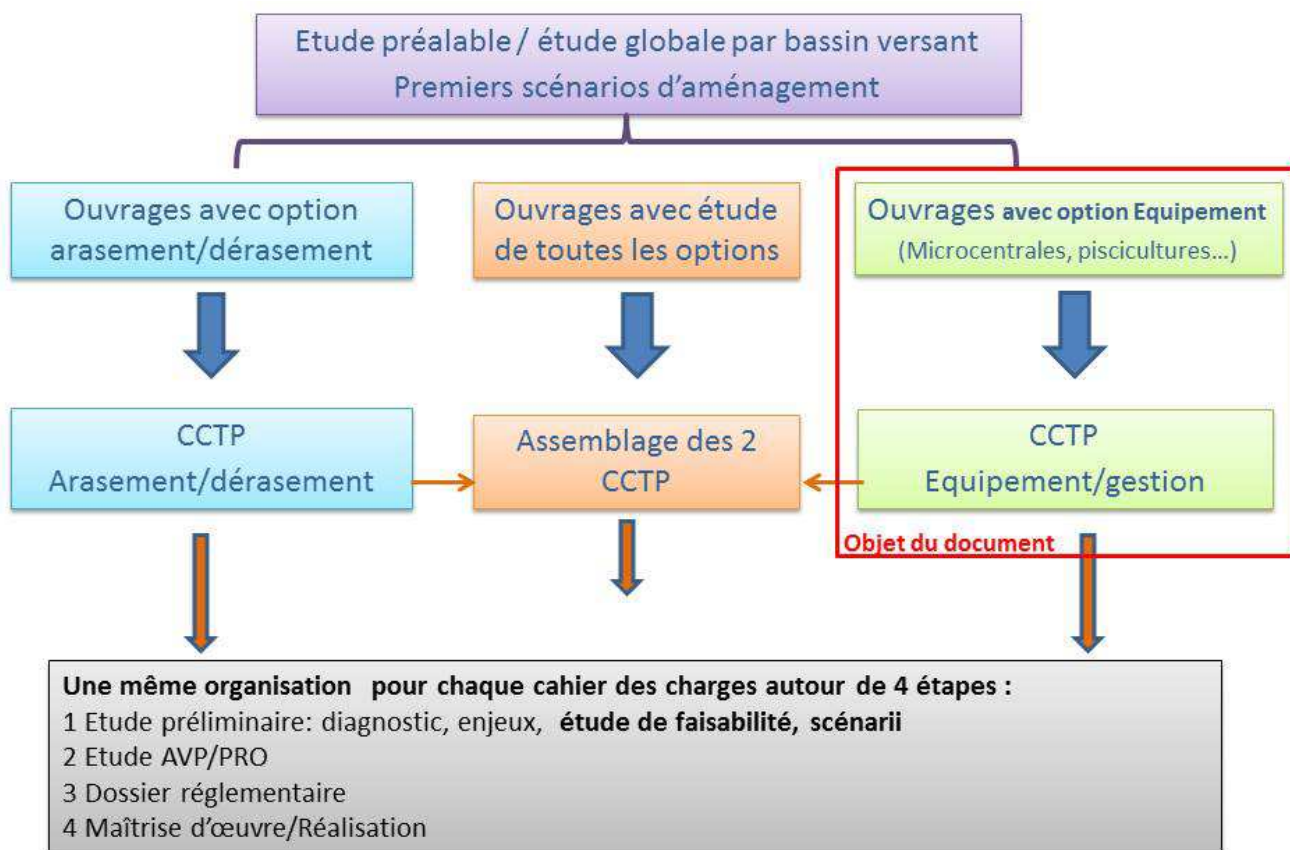 Etude préalable / étude globale par bassin versant
Premiers scénarios d’aménagement
Ouvrages avec option
arasement/dérasement
Ouvrages avec étude
de toutes les options
Ouvrages avec option Equipement
(Microcentrales, piscicultures…)
CCTP
Arasement/dérasement
Assemblage des 2
CCTP
CCTP
Equipement/gestion
Objet du document
Une même organisation pour chaque cahier des charges autour de 4 étapes :
1 Etude préliminaire: diagnostic, enjeux, étude de faisabilité, scénarii
2 Etude AVP/PRO
3 Dossier réglementaire
4 Maîtrise d’œuvre/Réalisation